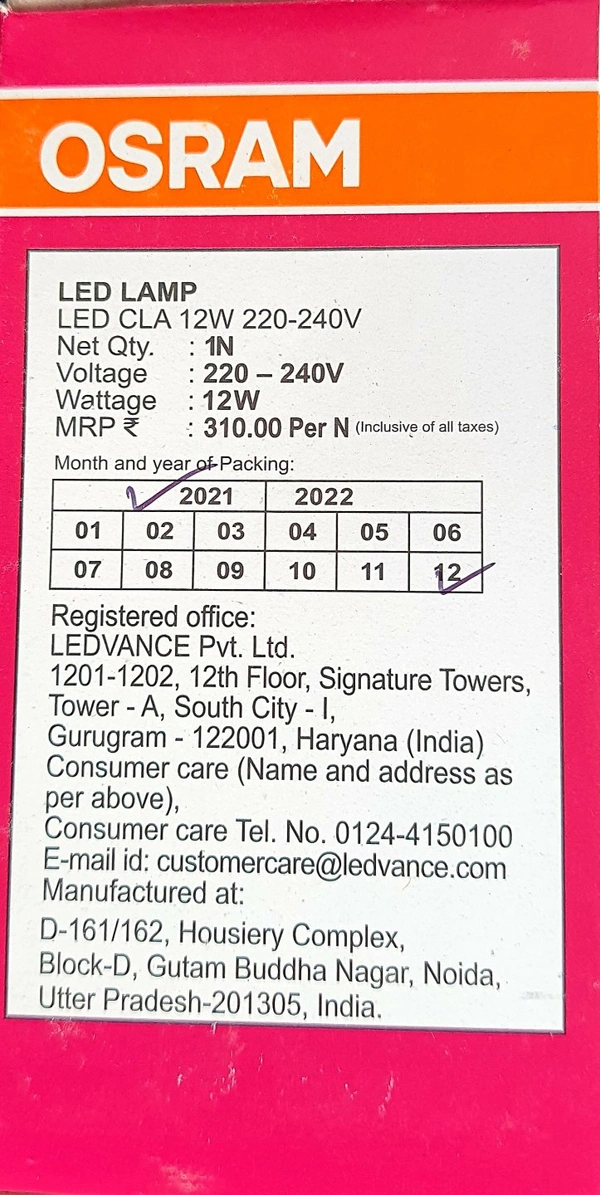 OSRAM
LED LAMP
LED CLA 12W 220-240V
Net Qty. : 1N
Voltage : 220 – 240V
Wattage : 12W
MRP ₹ : 310.00 Per N (Inclusive of all taxes)
Month and year of Packing:
2021 2022
01 02 03 04 05 06
07 08 09 10 11 12
Registered office:
LEDVANCE Pvt. Ltd.
1201-1202, 12th Floor, Signature Towers,
Tower - A, South City - I,
Gurugram - 122001, Haryana (India)
Consumer care (Name and address as
per above),
Consumer care Tel. No. 0124-4150100
E-mail id: customercare@ledvance.com
Manufactured at:
D-161/162, Housiery Complex,
Block-D, Gutam Buddha Nagar, Noida,
Utter Pradesh-201305, India.